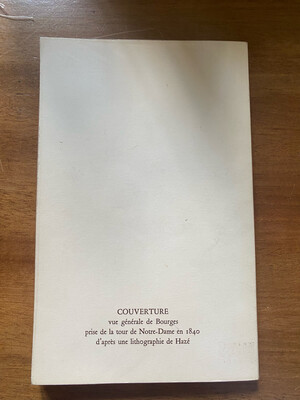 COUVERTURE
vue générale de Bourges
prise de la tour de Notre-Dame en 1840
d'après une lithographie de Hazé